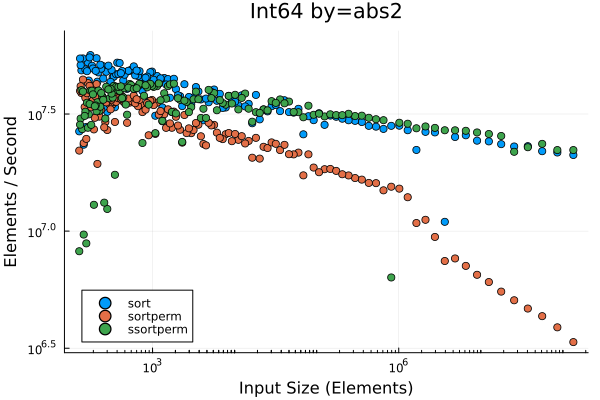 Int64 by=abs2
Elements / Second
10^7.5
10^7.0
10^6.5
sort
sortperm
ssortperm
10^3
10^6
Input Size (Elements)